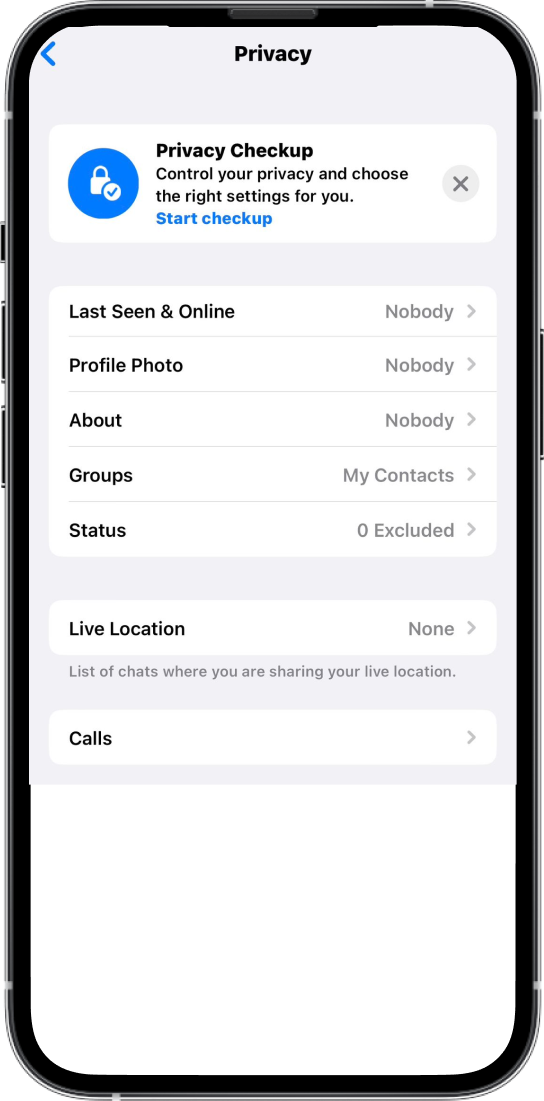 Privacy
Privacy Checkup
Control your privacy and choose
the right settings for you.
Start checkup
Last Seen & Online Nobody
Profile Photo Nobody
About Nobody
Groups My Contacts
Status 0 Excluded
Live Location None
List of chats where you are sharing your live location.
Calls